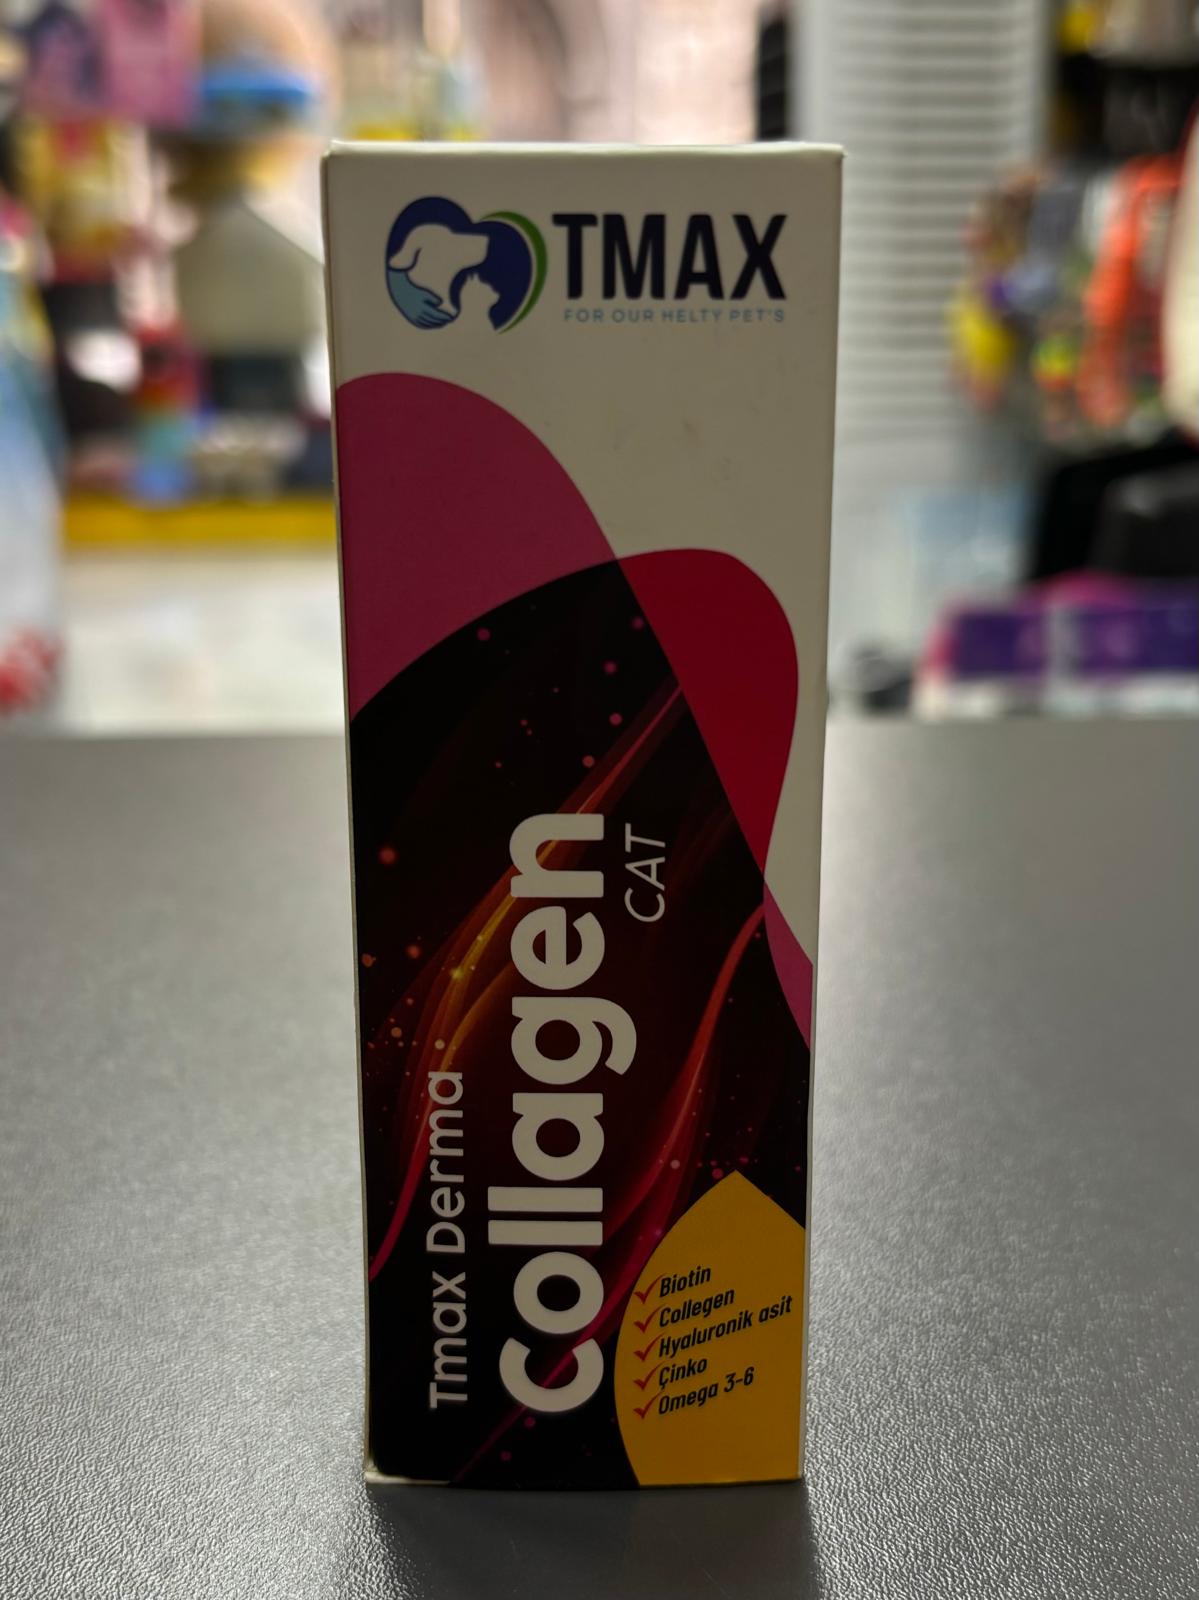 TMAX
FOR OUR HELTY PET'S
Tmax Derma
Collagen
CAT
Biotin
Collegen
Hyaluronik asit
Çinko
Omega 3-6